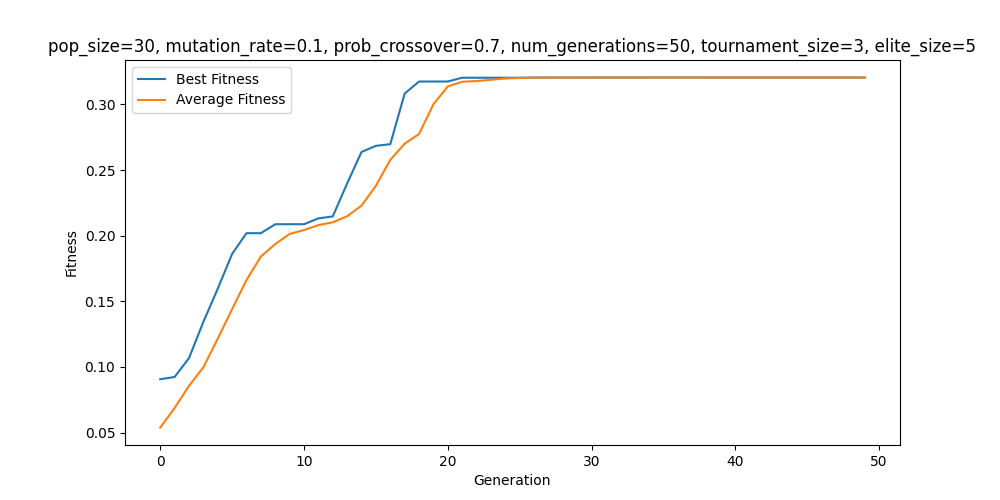 pop_size=30, mutation_rate=0.1, prob_crossover=0.7, num_generations=50, tournament_size=3, elite_size=5
Best Fitness
Average Fitness
Fitness
0.30
0.25
0.20
0.15
0.10
0.05
0 10 20 30 40 50
Generation